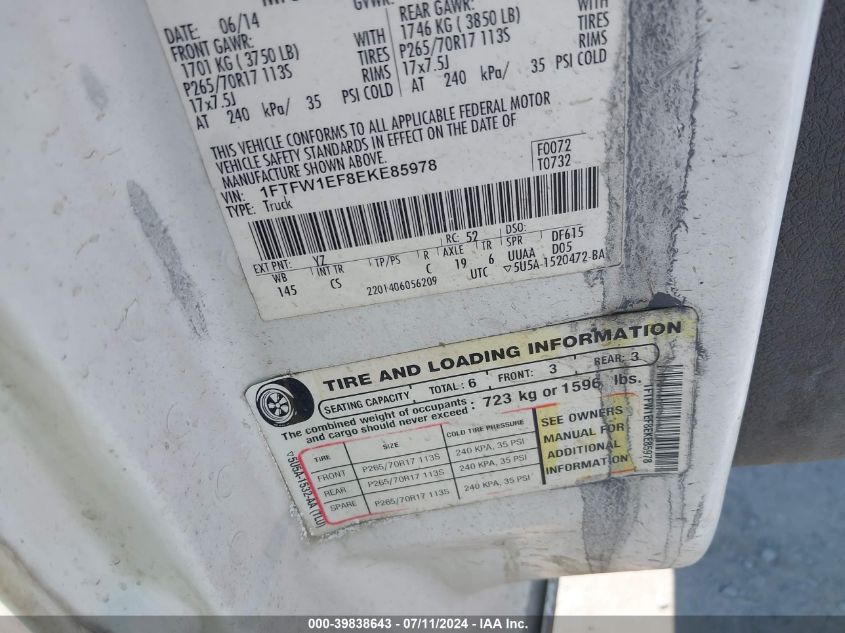 DATE: 06/14
FRONT GAWR:
1701 KG ( 3750 LB) WITH
P265/70R17 113S TIRES
17x7.5J RIMS
AT 240 kPa/ 35 PSI COLD
REAR GAWR:
1746 KG ( 3850 LB) WITH
P265/70R17 113S TIRES
17x7.5J RIMS
AT 240 kPa/ 35 PSI COLD
THIS VEHICLE CONFORMS TO ALL APPLICABLE FEDERAL MOTOR
VEHICLE SAFETY STANDARDS IN EFFECT ON THE DATE OF
MANUFACTURE SHOWN ABOVE.
VIN: 1FTFW1EF8EKE85978
TYPE: Truck
F0072
T0732
EXT PNT: YZ RC: 52 DSO:
WB INT TR TP/PS R AXLE TR SPR DF615
145 CS C 19 6 UUAA D05
2201406056209 UTC ▽5U5A-1520472-BA
TIRE AND LOADING INFORMATION
SEATING CAPACITY TOTAL: 6 FRONT: 3 REAR: 3
The combined weight of occupants
and cargo should never exceed : 723 kg or 1596 lbs.
TIRE SIZE COLD TIRE PRESSURE
FRONT P265/70R17 113S 240 KPA, 35 PSI
REAR P265/70R17 113S 240 KPA, 35 PSI
SPARE P265/70R17 113S 240 KPA, 35 PSI
SEE OWNERS
MANUAL FOR
ADDITIONAL
INFORMATION
▽5U5A-1532-AA (TLD)
1FTFW1EF8EKE85978
000-39838643 - 07/11/2024 - IAA Inc.